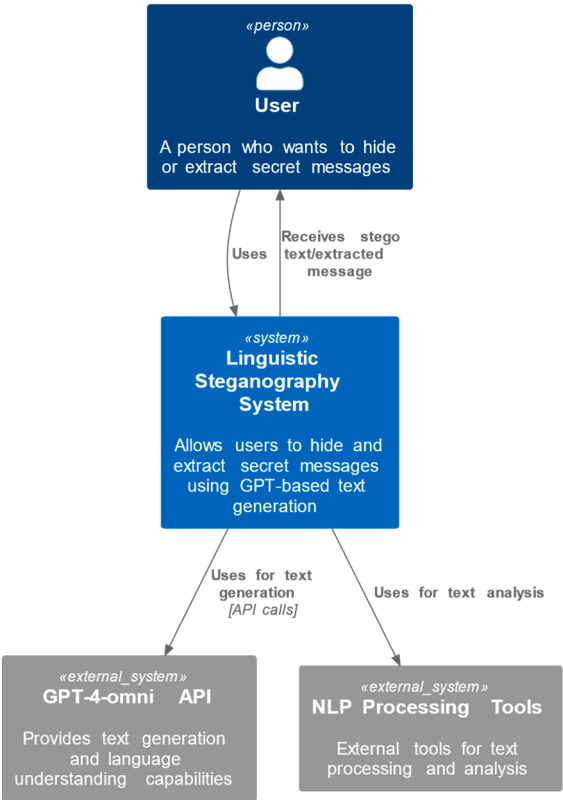 «person»
User
A person who wants to hide
or extract secret messages
Uses
Receives stego
text/extracted
message
«system»
Linguistic
Steganography
System
Allows users to hide and
extract secret messages
using GPT-based text
generation
Uses for text
generation
[API calls]
Uses for text analysis
«external_system»
GPT-4-omni API
Provides text generation
and language
understanding capabilities
«external_system»
NLP Processing Tools
External tools for text
processing and analysis